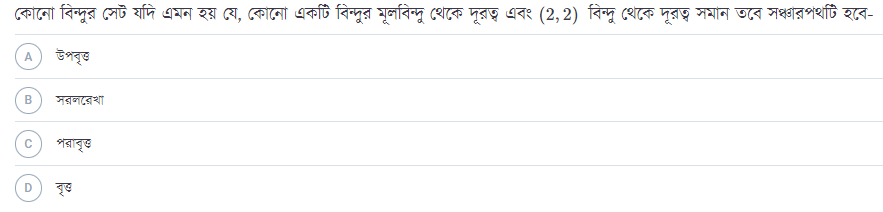 কোনো বিন্দুর সেট যদি এমন হয় যে, কোনো একটি বিন্দুর মূলবিন্দু থেকে দূরত্ব এবং (2, 2) বিন্দু থেকে দূরত্ব সমান তবে সঞ্চারপথটি হবে-
A উপবৃত্ত
B সরলরেখা
C পরাবৃত্ত
D বৃত্ত